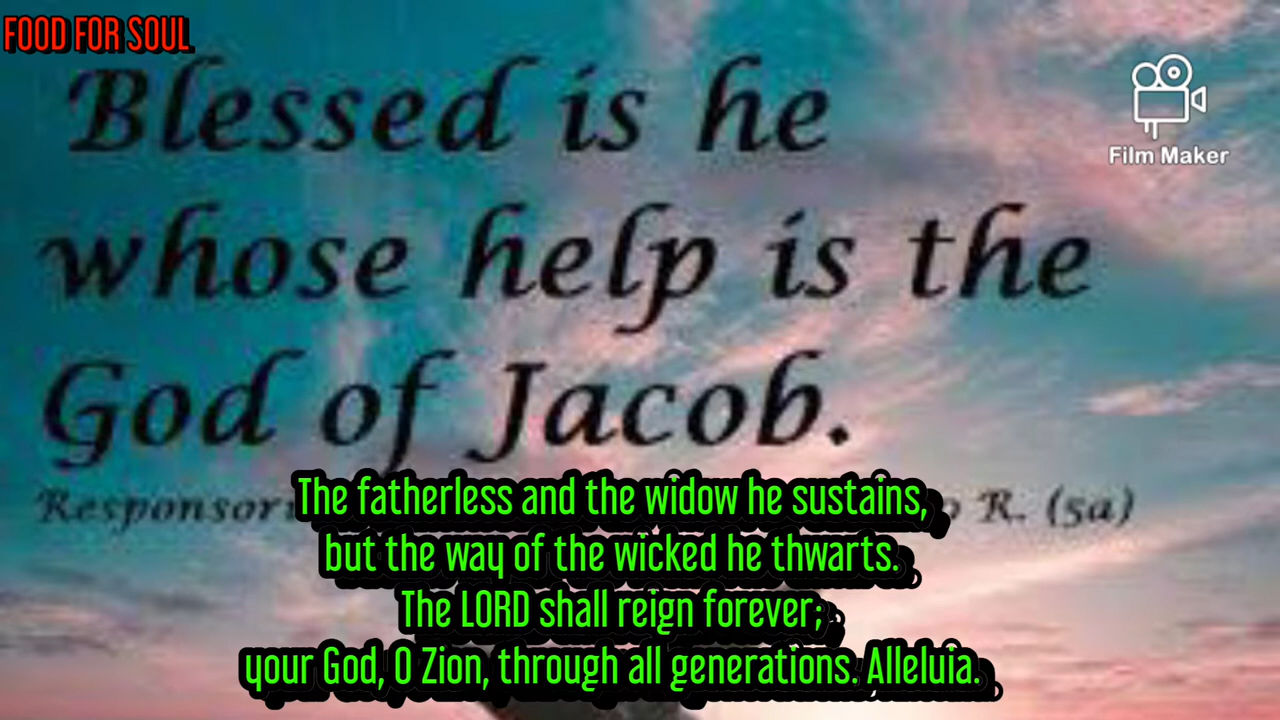 FOOD FOR SOUL
Blessed is he
Film Maker
whose help is the
God of Jacob.
R. (5a)
The fatherless and the widow he sustains,
but the way of the wicked he thwarts.
The LORD shall reign forever;
your God, O Zion, through all generations. Alleluia.